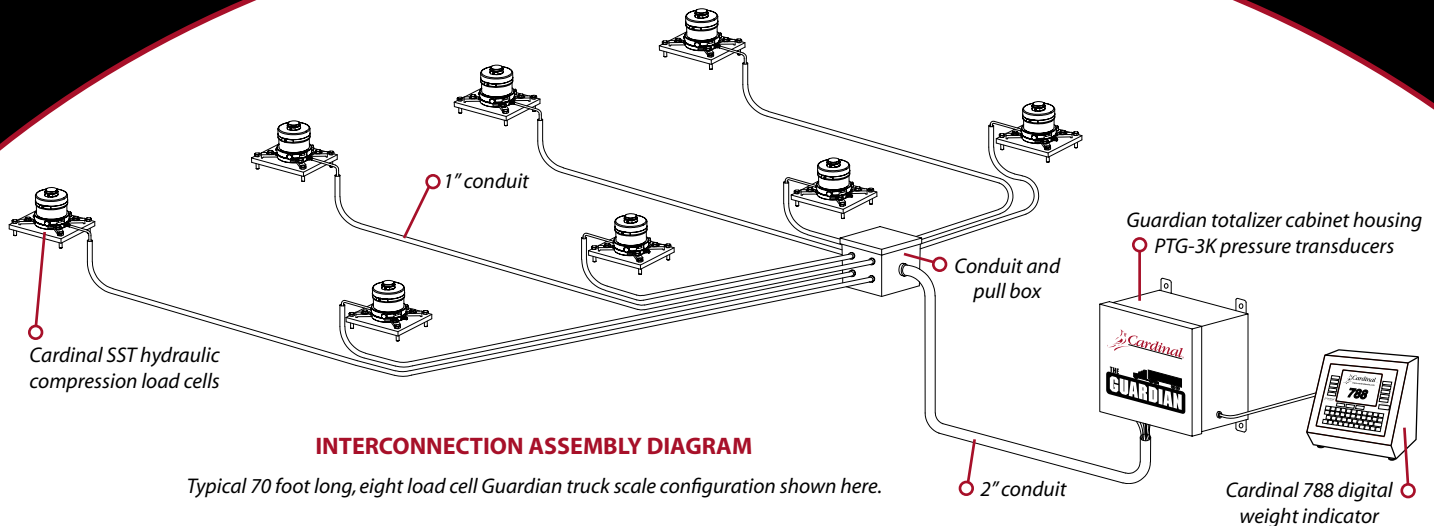 1" conduit
Conduit and
pull box
Guardian totalizer cabinet housing
PTG-3K pressure transducers
Cardinal SST hydraulic
compression load cells
Cardinal
THE
GUARDIAN
Cardinal
788
INTERCONNECTION ASSEMBLY DIAGRAM
Typical 70 foot long, eight load cell Guardian truck scale configuration shown here.
2" conduit
Cardinal 788 digital
weight indicator